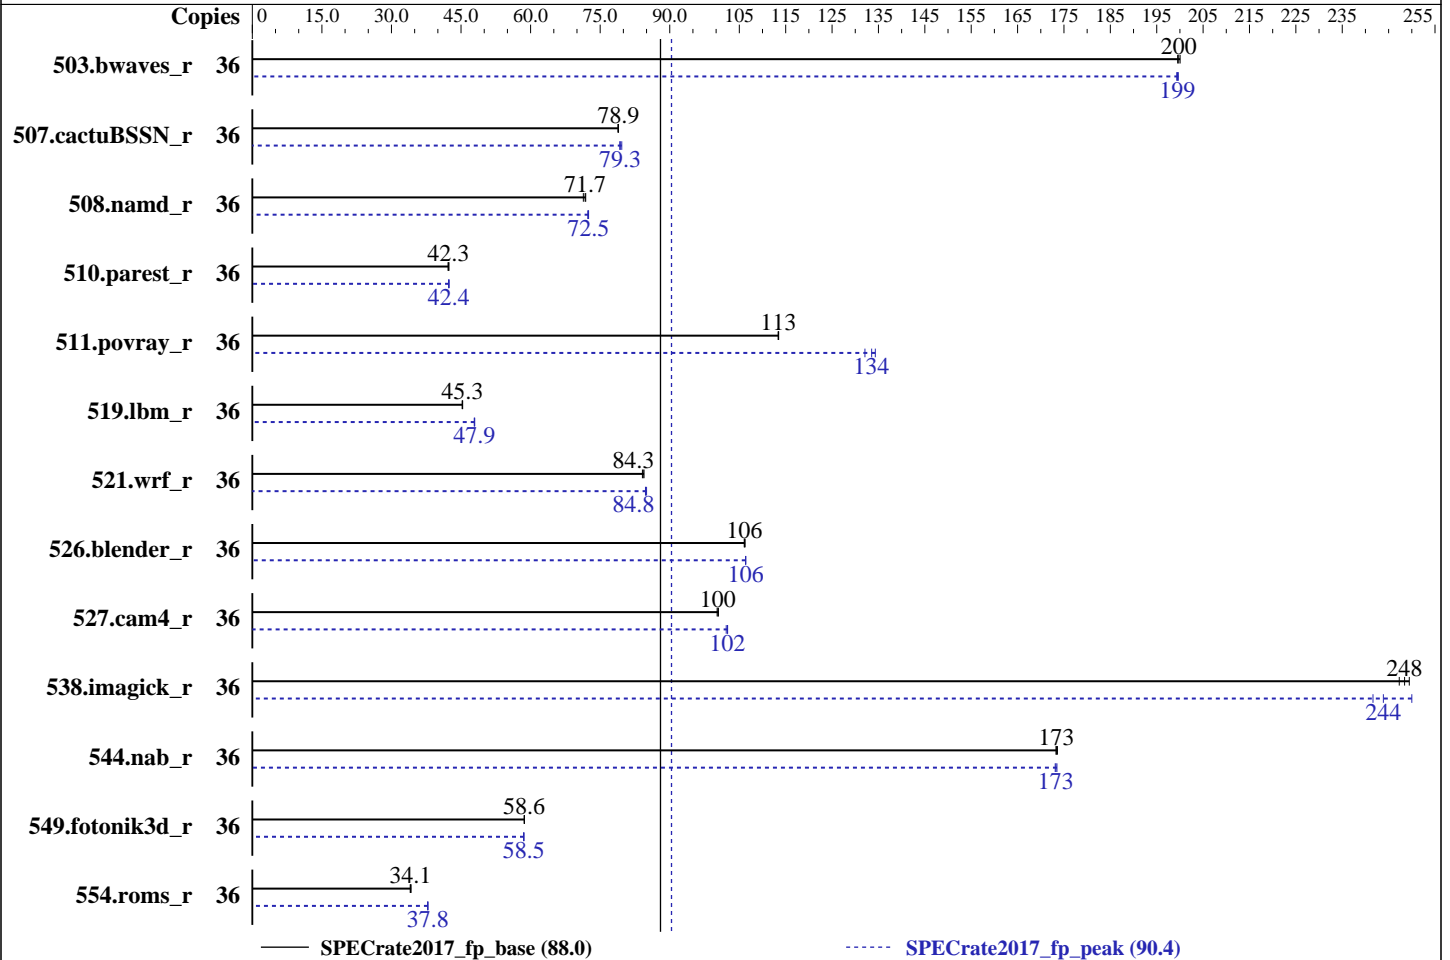 Copies 0 15.0 30.0 45.0 60.0 75.0 90.0 105 115 125 135 145 155 165 175 185 195 205 215 225 235 255
200
503.bwaves_r 36
199
78.9
507.cactuBSSN_r 36
79.3
71.7
508.namd_r 36
72.5
42.3
510.parest_r 36
42.4
113
511.povray_r 36
134
45.3
519.lbm_r 36
47.9
84.3
521.wrf_r 36
84.8
106
526.blender_r 36
106
100
527.cam4_r 36
102
248
538.imagick_r 36
244
173
544.nab_r 36
173
58.6
549.fotonik3d_r 36
58.5
34.1
554.roms_r 36
37.8
SPECrate2017_fp_base (88.0) SPECrate2017_fp_peak (90.4)